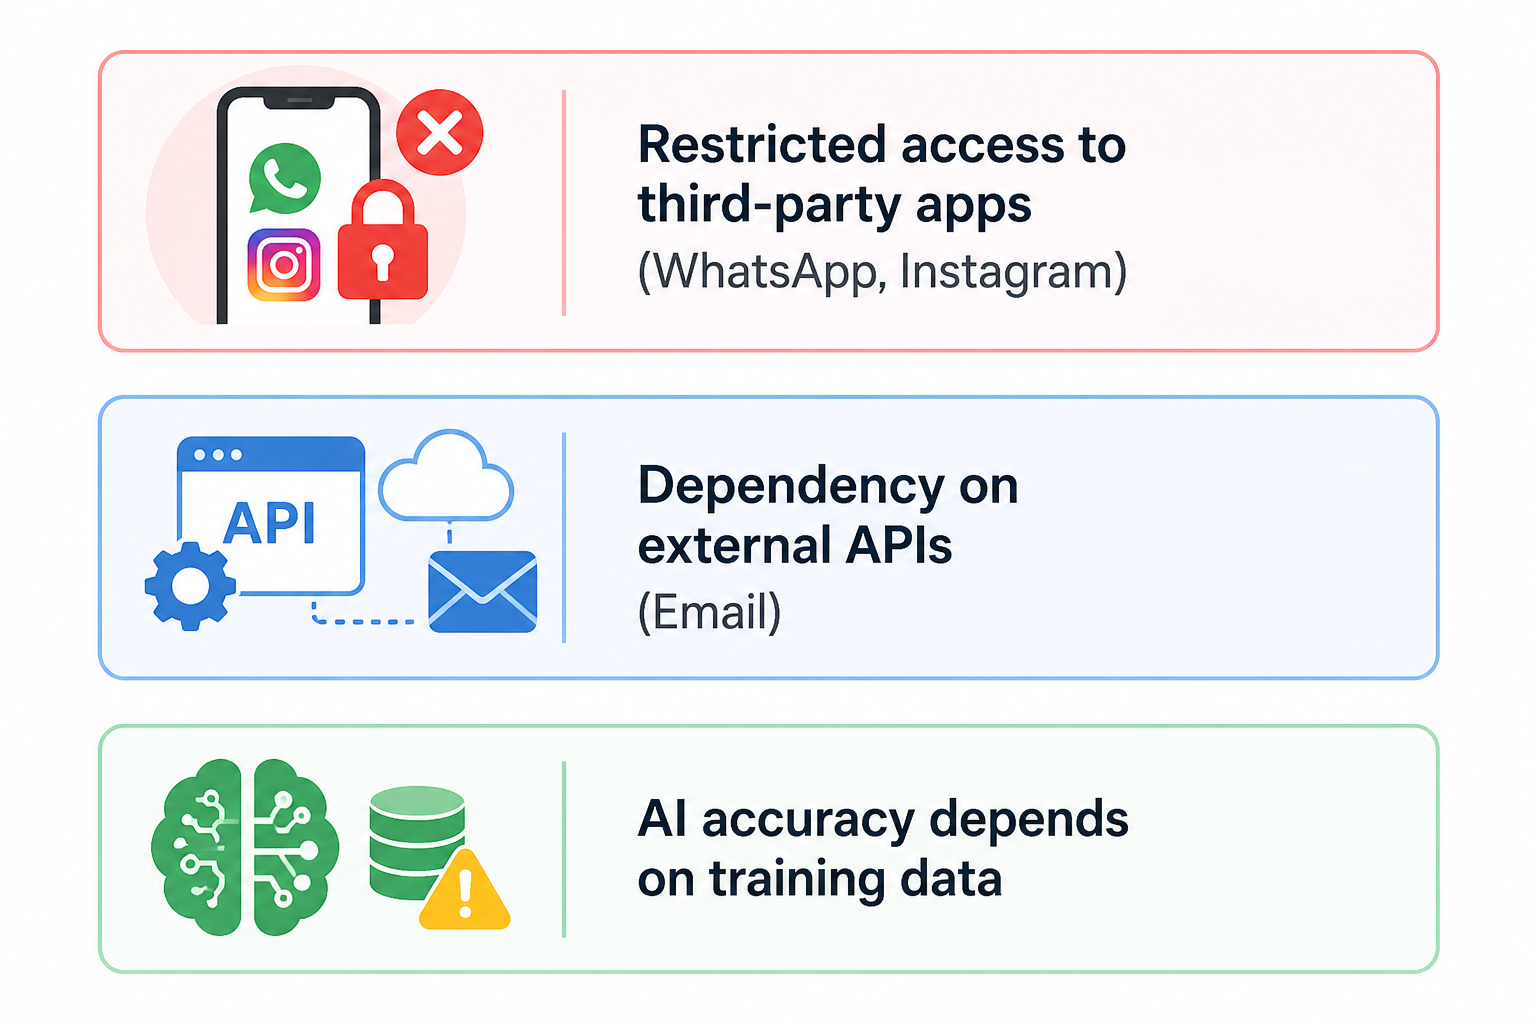 Restricted access to
third-party apps
(WhatsApp, Instagram)
API
Dependency on
external APIs
(Email)
AI accuracy depends
on training data